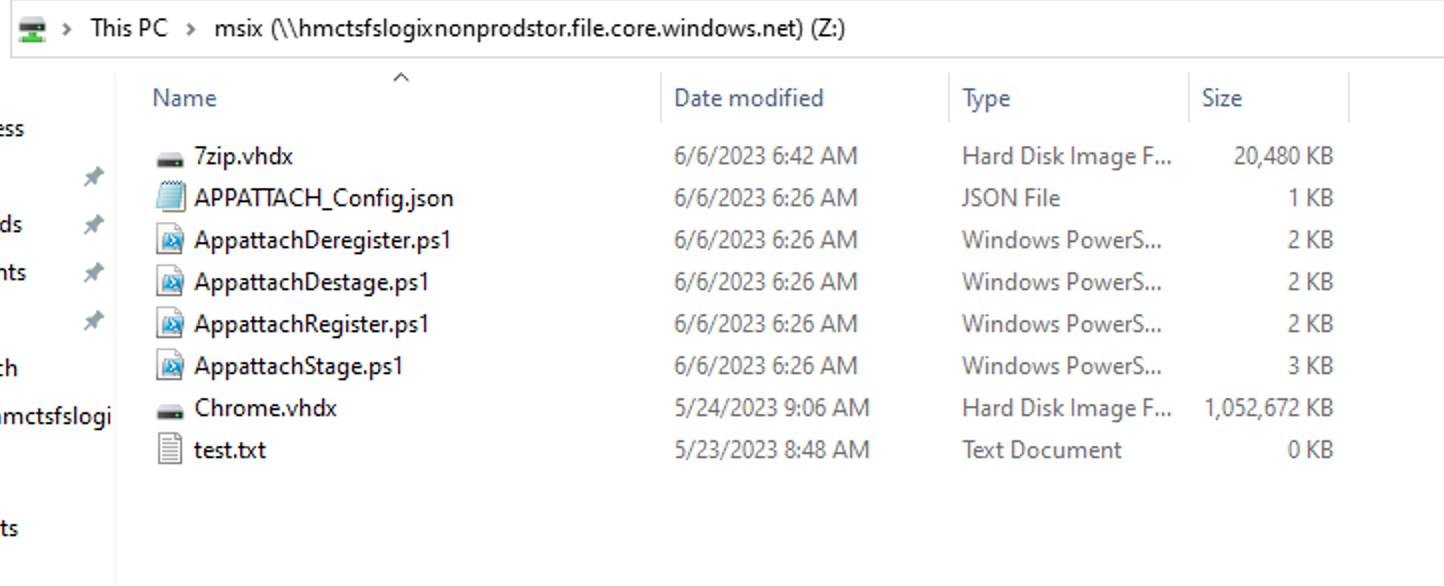 This PC > msix (\\hmctsfslogixnonprodstor.file.core.windows.net) (Z:)
Name Date modified Type Size
ess
7zip.vhdx 6/6/2023 6:42 AM Hard Disk Image F... 20,480 KB
APPATTACH_Config.json 6/6/2023 6:26 AM JSON File 1 KB
ds
AppattachDeregister.ps1 6/6/2023 6:26 AM Windows PowerS... 2 KB
nts
AppattachDestage.ps1 6/6/2023 6:26 AM Windows PowerS... 2 KB
AppattachRegister.ps1 6/6/2023 6:26 AM Windows PowerS... 2 KB
ch
AppattachStage.ps1 6/6/2023 6:26 AM Windows PowerS... 3 KB
hmctsfslogi
Chrome.vhdx 5/24/2023 9:06 AM Hard Disk Image F... 1,052,672 KB
test.txt 5/23/2023 8:48 AM Text Document 0 KB
ts